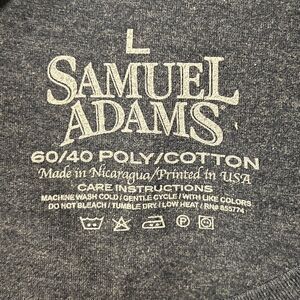 L
SAMUEL
ADAMS
60/40 POLY/COTTON
Made in Nicaragua/Printed in USA
CARE INSTRUCTIONS
MACHINE WASH COLD / GENTLE CYCLE / WITH LIKE COLORS
DO NOT BLEACH / TUMBLE DRY / LOW HEAT / RN# 855774